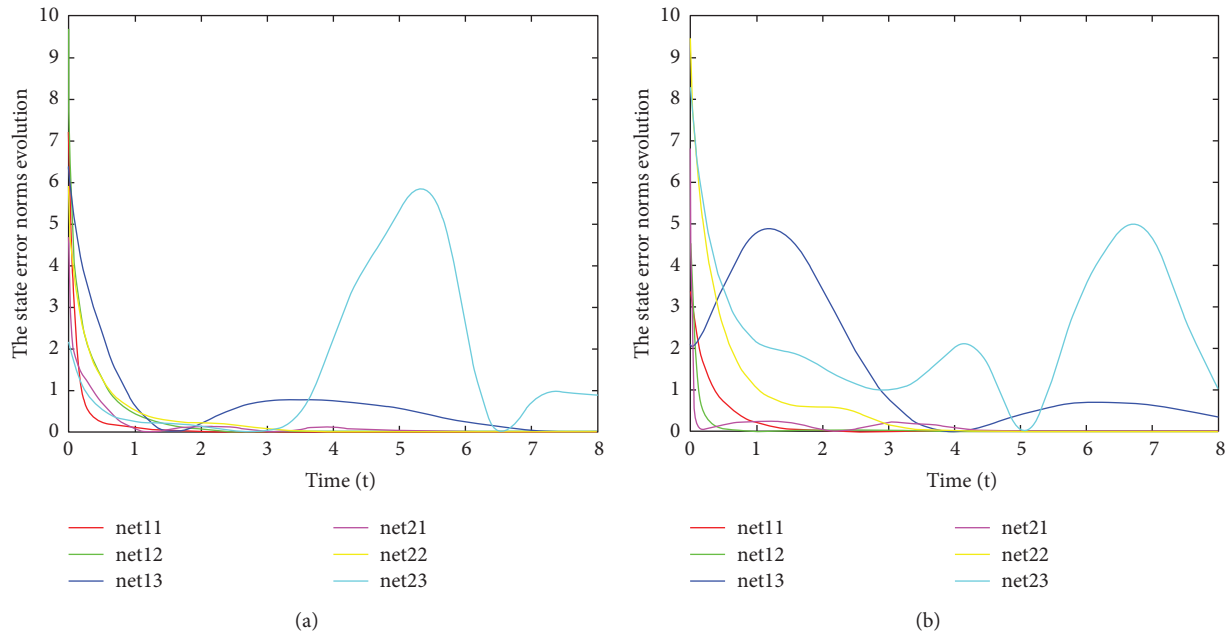 The state error norms evolution
10
9
8
7
6
5
4
3
2
1
0
0 1 2 3 4 5 6 7 8
Time (t)
net11
net12
net13
net21
net22
net23
(a)
The state error norms evolution
10
9
8
7
6
5
4
3
2
1
0
0 1 2 3 4 5 6 7 8
Time (t)
net11
net12
net13
net21
net22
net23
(b)